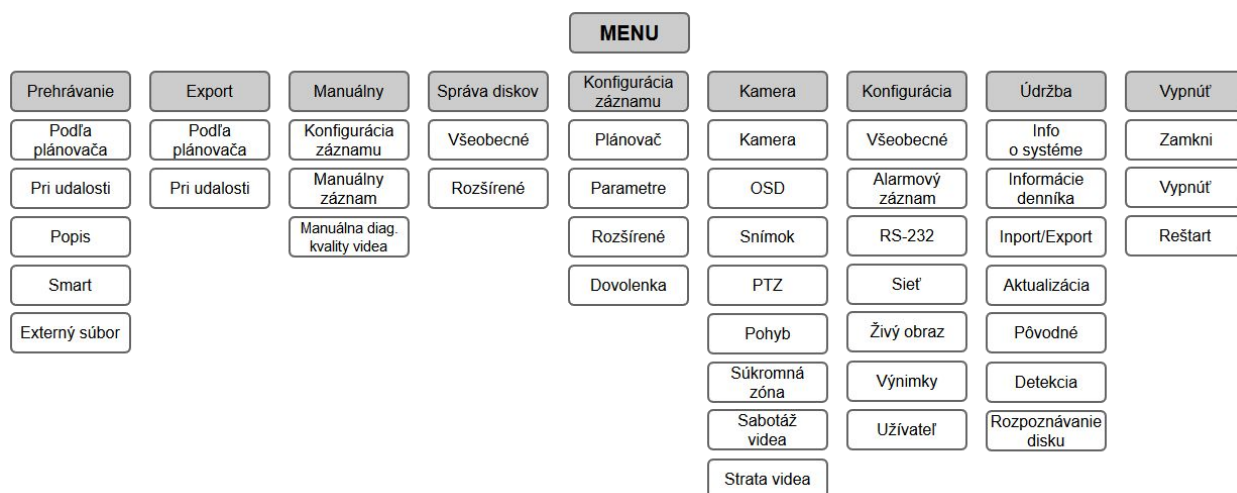 MENU
Prehrávanie
Podľa
plánovača
Pri udalosti
Popis
Smart
Externý súbor
Export
Podľa
plánovača
Pri udalosti
Manuálny
Konfigurácia
záznamu
Manuálny
záznam
Manuálna diag.
kvality videa
Správa diskov
Všeobecné
Rozšírené
Konfigurácia
záznamu
Plánovač
Parametre
Rozšírené
Dovolenka
Kamera
Kamera
OSD
Snímok
PTZ
Pohyb
Súkromná
zóna
Sabotáž
videa
Strata videa
Konfigurácia
Všeobecné
Alarmový
záznam
RS-232
Sieť
Živý obraz
Výnimky
Užívateľ
Údržba
Info
o systéme
Informácie
denníka
Inport/Export
Aktualizácia
Pôvodné
Detekcia
Rozpoznávanie
disku
Vypnúť
Zamkni
Vypnúť
Reštart